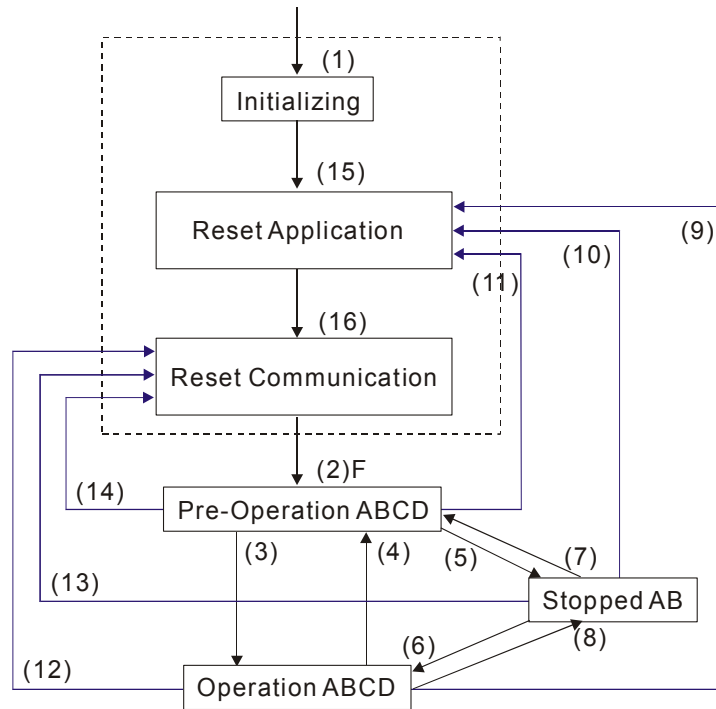 (1)
Initializing
(15)
Reset Application
(9)
(10)
(11)
(16)
Reset Communication
(2)F
(14)
Pre-Operation ABCD
(3)
(4)
(5)
(7)
(13)
Stopped AB
(6)
(8)
(12)
Operation ABCD